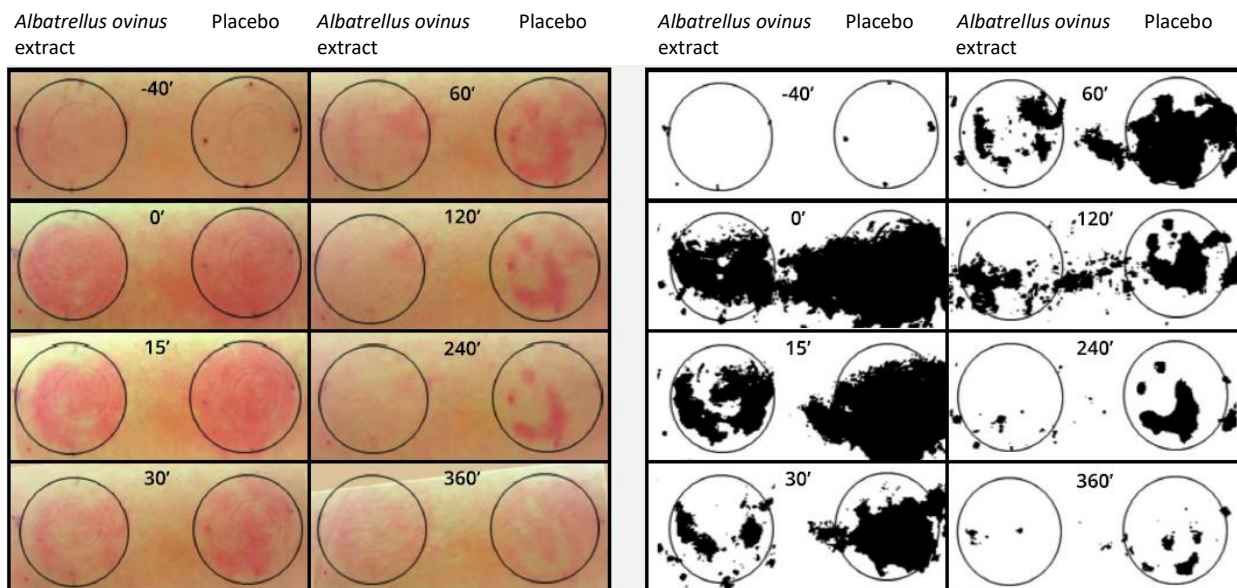 Albatrellus ovinus extract
Placebo
Albatrellus ovinus extract
Placebo
Albatrellus ovinus extract
Placebo
Albatrellus ovinus extract
Placebo
-40′
60′
-40′
60′
0′
120′
0′
120′
15′
240′
15′
240′
30′
360′
30′
360′